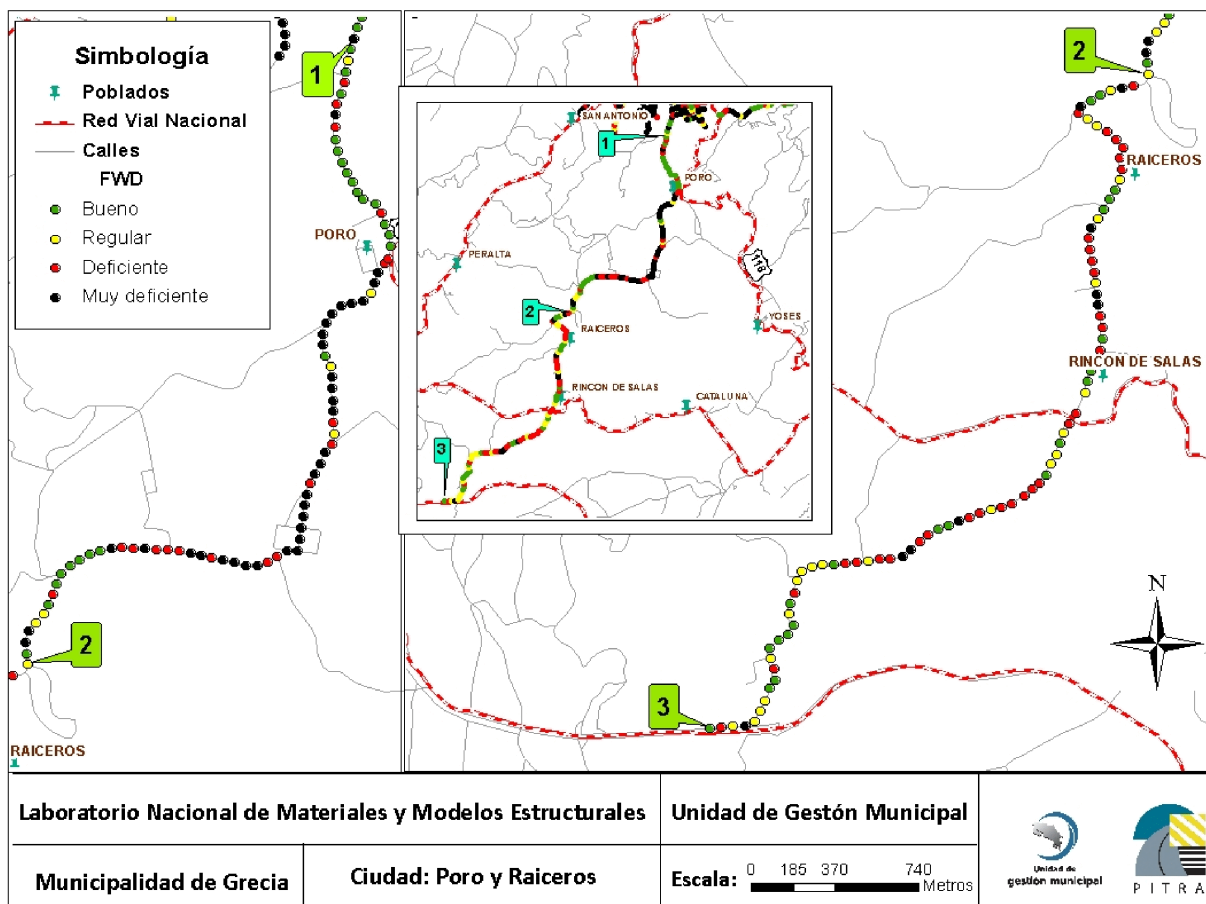 Simbología
Poblados
Red Vial Nacional
Calles
FWD
Bueno
Regular
Deficiente
Muy deficiente
1
PORO
2
RAICEROS
SAN ANTONIO
1
PORO
PERALTA
118
2
RAICEROS
YOSES
RINCON DE SALAS
CATALUNA
3
2
RAICEROS
RINCON DE SALAS
3
N
Laboratorio Nacional de Materiales y Modelos Estructurales
Unidad de Gestón Municipal
Municipalidad de Grecia
Ciudad: Poro y Raiceros
Escala:
0 185 370 740
Metros
Unidad de
gestión municipal
PITRA